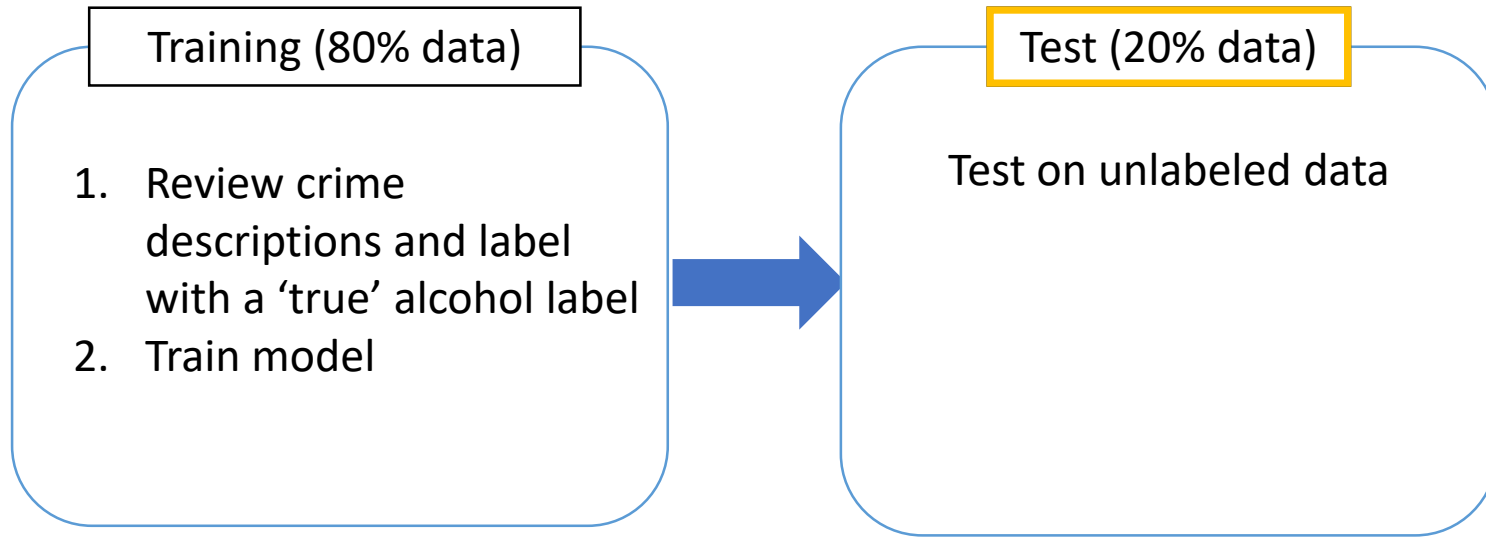 Training (80% data)
1. Review crime
descriptions and label
with a ‘true’ alcohol label
2. Train model
Test (20% data)
Test on unlabeled data